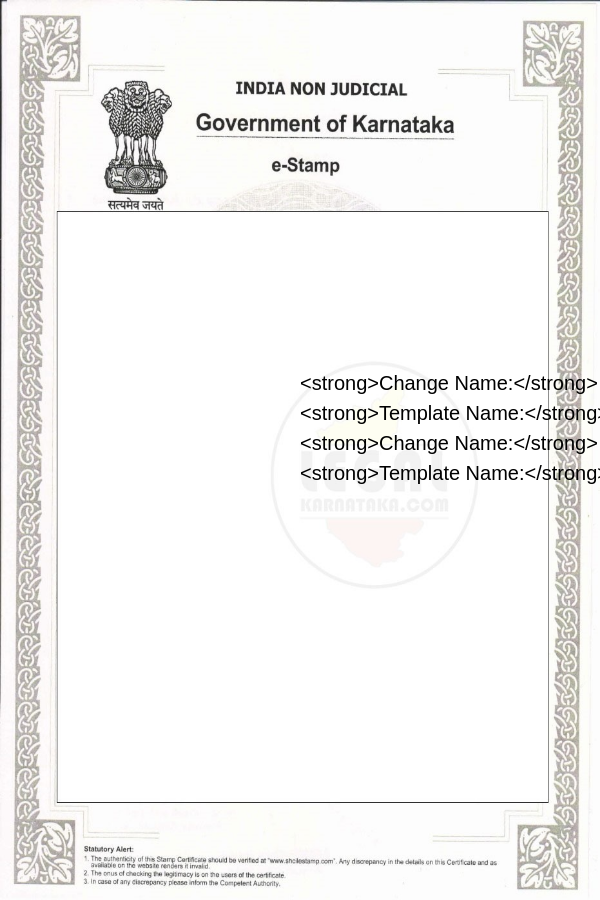 INDIA NON JUDICIAL
Government of Karnataka
e-Stamp
सत्यमेव जयते
<strong>Change Name:</strong>
<strong>Template Name:</strong>
<strong>Change Name:</strong>
<strong>Template Name:</strong>
LEGAL
KARNATAKA.COM
Statutory Alert:
1. The authenticity of this Stamp Certificate should be verified at "www.shcilestamp.com". Any discrepancy in the details on this Certificate and as
available on the website renders it invalid.
2. The onus of checking the legitimacy is on the users of the certificate.
3. In case of any discrepancy please inform the Competent Authority.